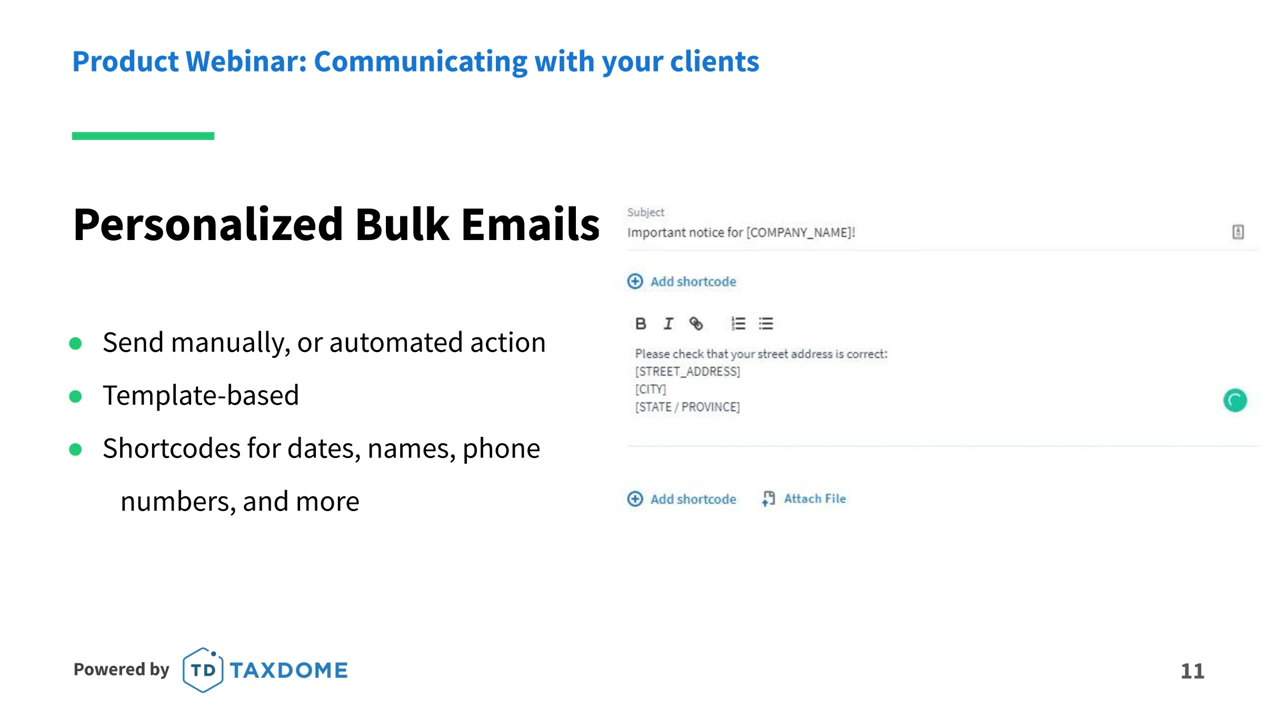 Product Webinar: Communicating with your clients
Personalized Bulk Emails
● Send manually, or automated action
● Template-based
● Shortcodes for dates, names, phone
numbers, and more
Subject
Important notice for [COMPANY_NAME]!
Add shortcode
B I
Please check that your street address is correct:
[STREET_ADDRESS]
[CITY]
[STATE / PROVINCE]
Add shortcode Attach File
Powered by TD TAXDOME
11